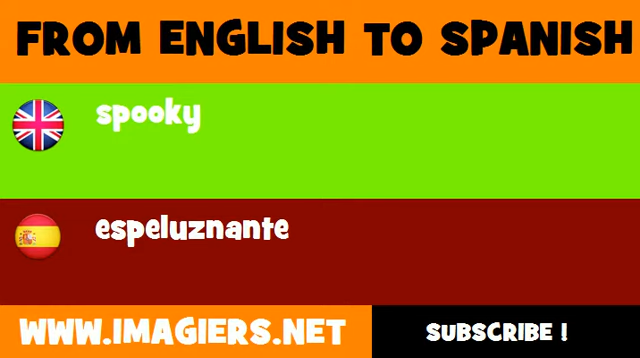 FROM ENGLISH TO SPANISH
spooky
espeluznante
WWW.IMAGIERS.NET
SUBSCRIBE !